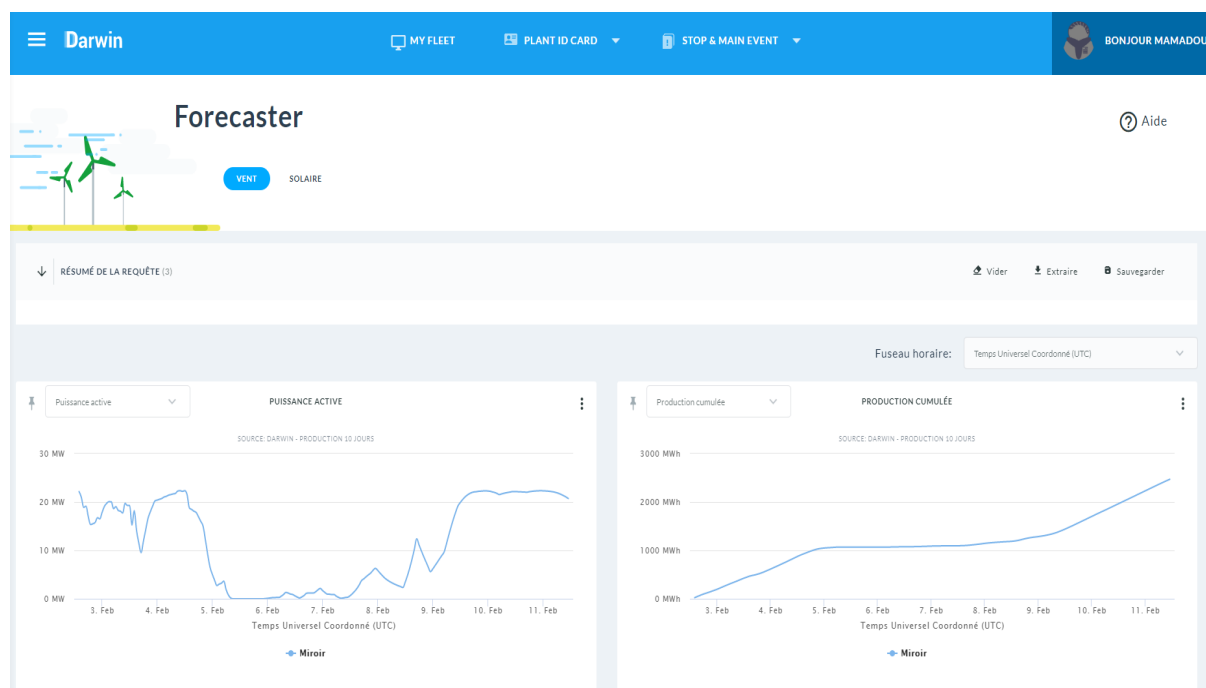 Darwin
MY FLEET
PLANT ID CARD
STOP & MAIN EVENT
BONJOUR MAMADOU
Forecaster
Aide
VENT
SOLAIRE
RÉSUMÉ DE LA REQUÊTE (3)
Vider
Extraire
Sauvegarder
Fuseau horaire:
Temps Universel Coordonné (UTC)
Puissance active
PUISSANCE ACTIVE
SOURCE: DARWIN - PRODUCTION 10 JOURS
30 MW
20 MW
10 MW
0 MW
3. Feb 4. Feb 5. Feb 6. Feb 7. Feb 8. Feb 9. Feb 10. Feb 11. Feb
Temps Universel Coordonné (UTC)
Miroir
Production cumulée
PRODUCTION CUMULÉE
SOURCE: DARWIN - PRODUCTION 10 JOURS
3000 MWh
2000 MWh
1000 MWh
0 MWh
3. Feb 4. Feb 5. Feb 6. Feb 7. Feb 8. Feb 9. Feb 10. Feb 11. Feb
Temps Universel Coordonné (UTC)
Miroir